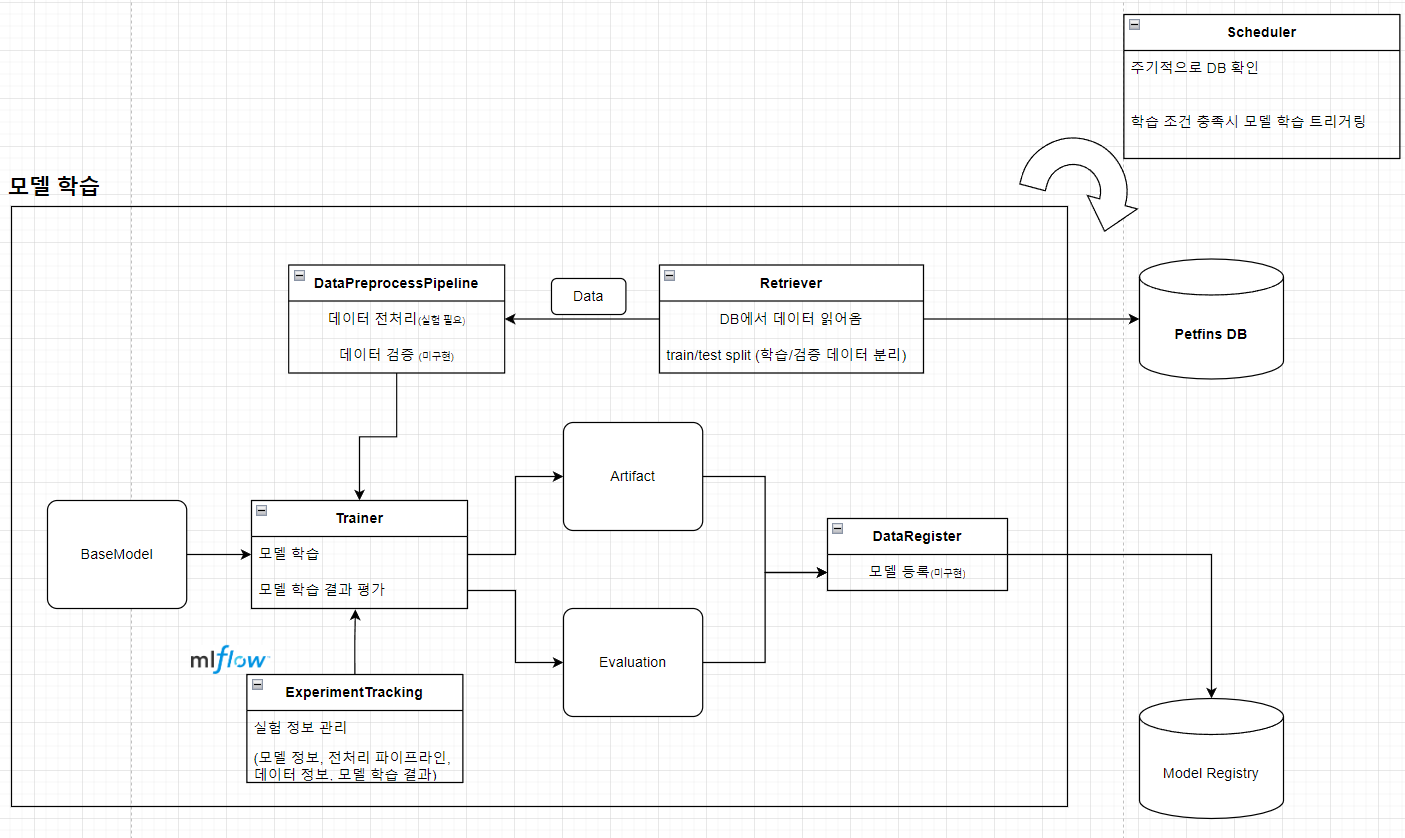 Scheduler
주기적으로 DB 확인
학습 조건 충족시 모델 학습 트리거링
모델 학습
DataPreprocessPipeline
데이터 전처리(실험 필요)
데이터 검증 (미구현)
Data
Retriever
DB에서 데이터 읽어옴
train/test split (학습/검증 데이터 분리)
Petfins DB
BaseModel
Trainer
모델 학습
모델 학습 결과 평가
Artifact
Evaluation
DataRegister
모델 등록(미구현)
mlflow
ExperimentTracking
실험 정보 관리
(모델 정보, 전처리 파이프라인,
데이터 정보, 모델 학습 결과)
Model Registry